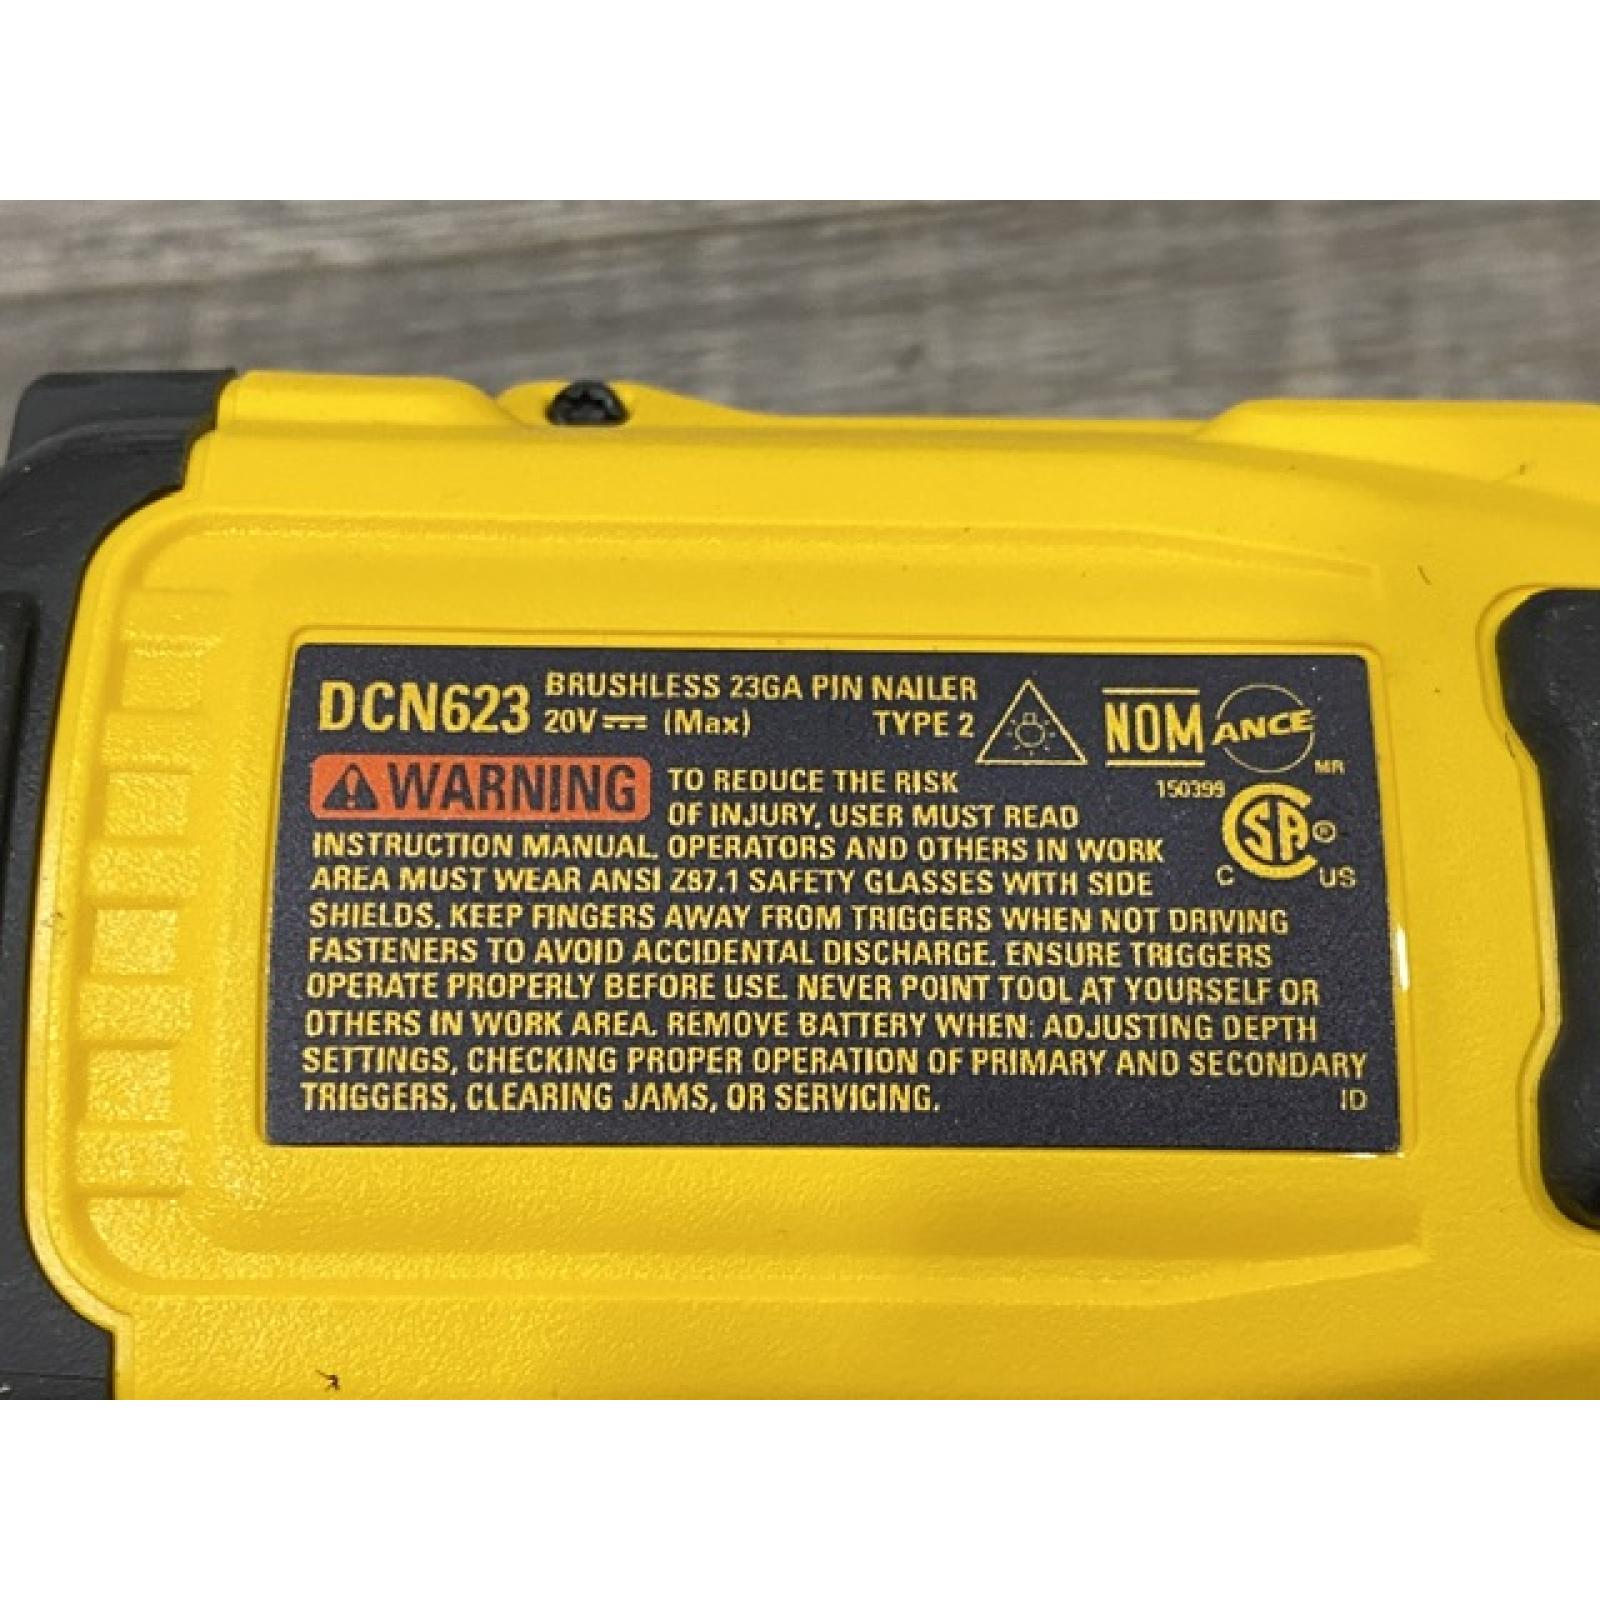 DCN623 BRUSHLESS 23GA PIN NAILER
20V ⎓ (Max) TYPE 2
NOM ANCE
MR
WARNING TO REDUCE THE RISK
150399
OF INJURY, USER MUST READ
SA ®
C US
INSTRUCTION MANUAL. OPERATORS AND OTHERS IN WORK
AREA MUST WEAR ANSI Z87.1 SAFETY GLASSES WITH SIDE
SHIELDS. KEEP FINGERS AWAY FROM TRIGGERS WHEN NOT DRIVING
FASTENERS TO AVOID ACCIDENTAL DISCHARGE. ENSURE TRIGGERS
OPERATE PROPERLY BEFORE USE. NEVER POINT TOOL AT YOURSELF OR
OTHERS IN WORK AREA. REMOVE BATTERY WHEN: ADJUSTING DEPTH
SETTINGS, CHECKING PROPER OPERATION OF PRIMARY AND SECONDARY
TRIGGERS, CLEARING JAMS, OR SERVICING.
ID